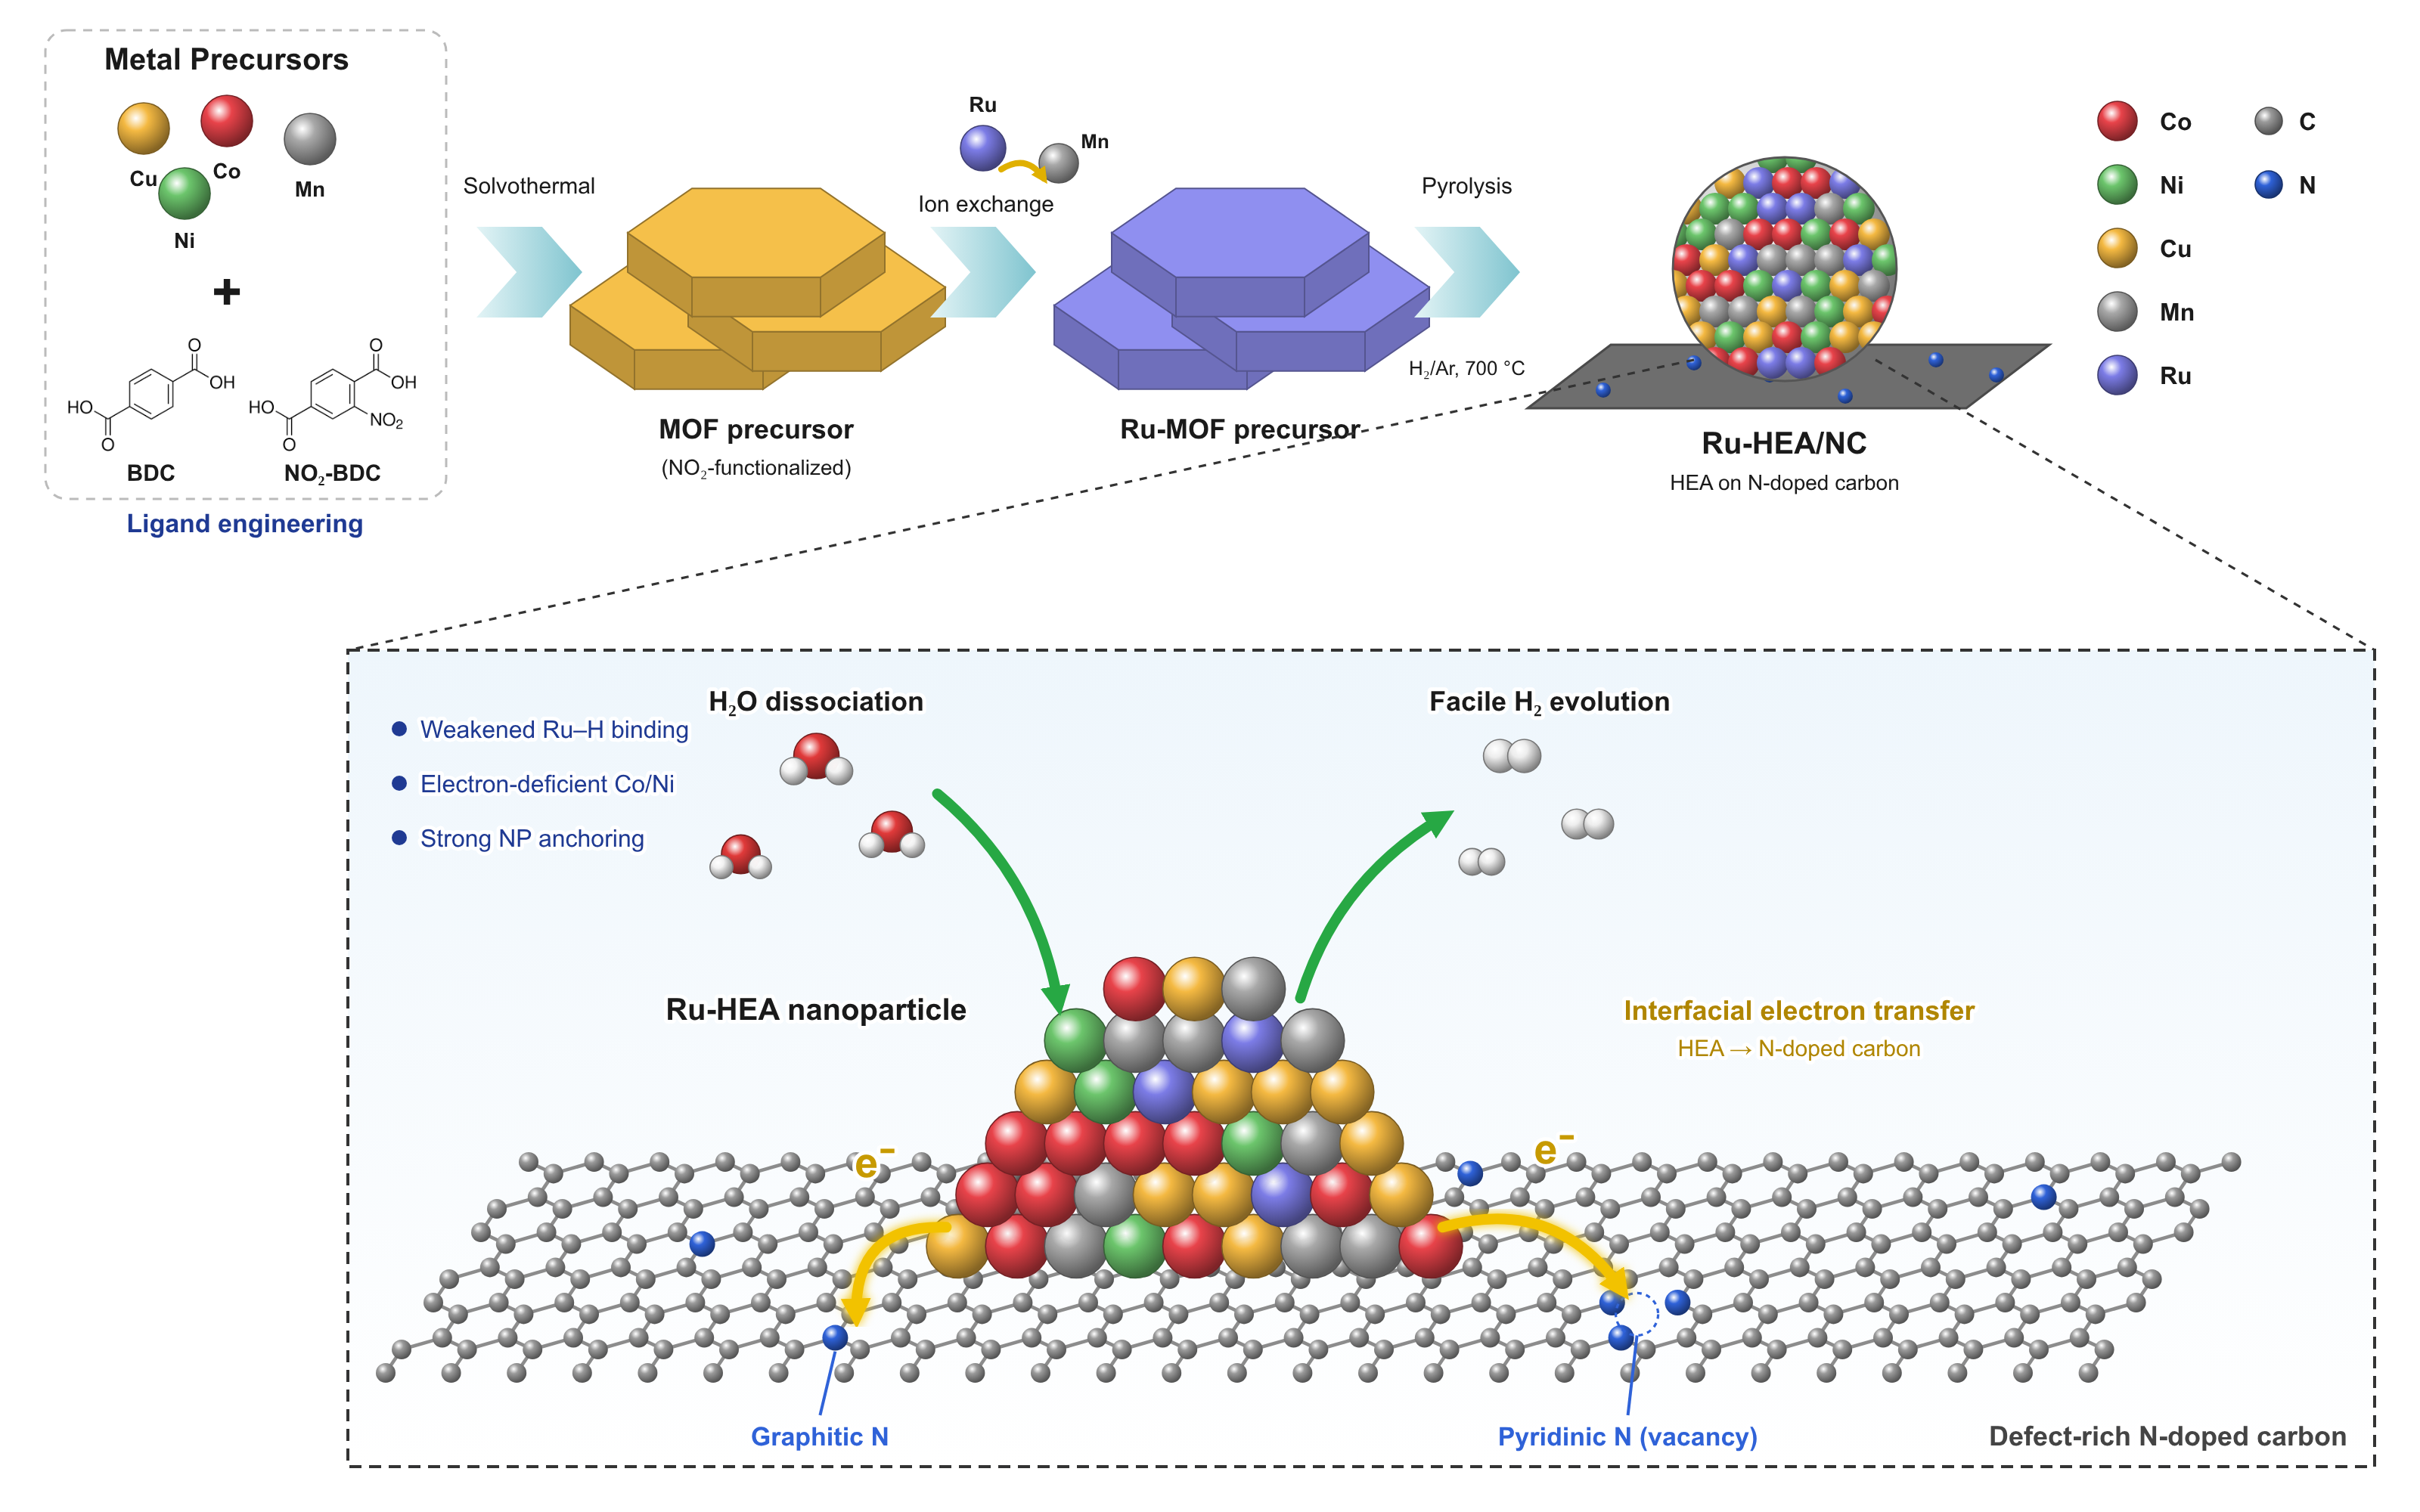 Metal Precursors
Cu
Co
Mn
Ni
+
HO
O
O
OH
HO
O
O
OH
NO₂
BDC
NO₂-BDC
Ligand engineering
Solvothermal
MOF precursor
(NO₂-functionalized)
Ru
Mn
Ion exchange
Ru-MOF precursor
Pyrolysis
H₂/Ar, 700 °C
Ru-HEA/NC
HEA on N-doped carbon
Co
C
Ni
N
Cu
Mn
Ru
Weakened Ru–H binding
Electron-deficient Co/Ni
Strong NP anchoring
H₂O dissociation
Facile H₂ evolution
Ru-HEA nanoparticle
Interfacial electron transfer
HEA → N-doped carbon
e⁻
e⁻
Graphitic N
Pyridinic N (vacancy)
Defect-rich N-doped carbon